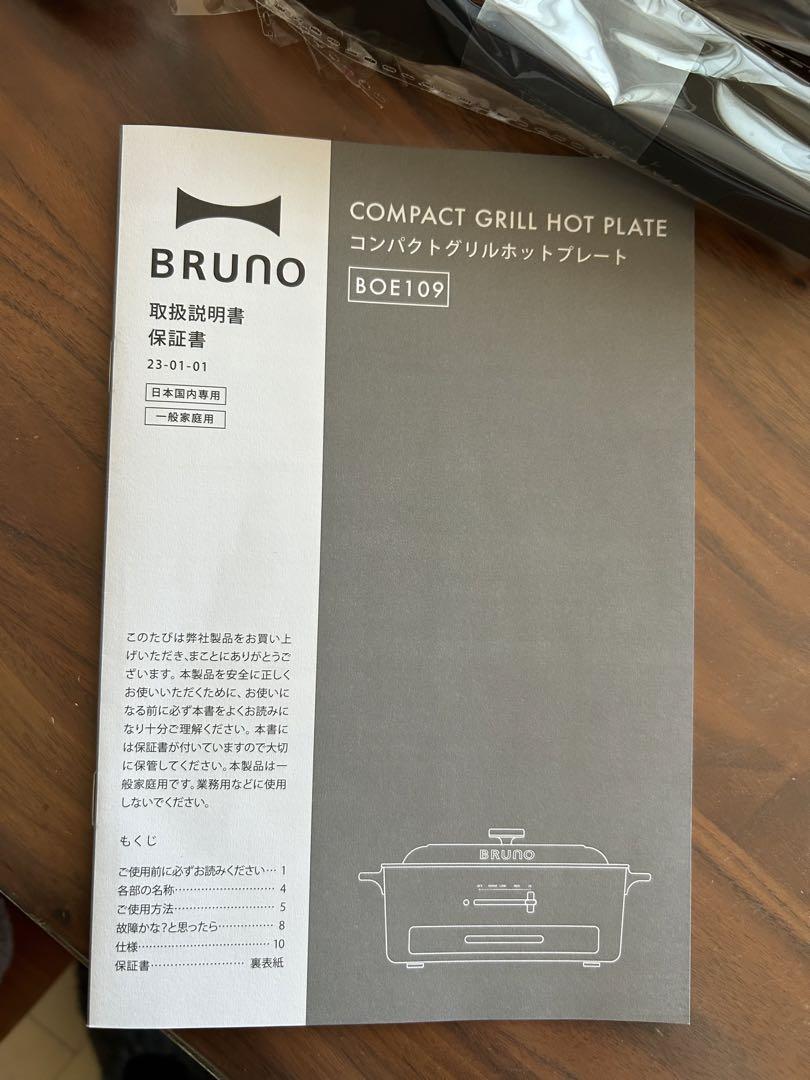 BRUNO
取扱説明書
保証書
23-01-01
日本国内専用
一般家庭用
COMPACT GRILL HOT PLATE
コンパクトグリルホットプレート
BOE109
このたびは弊社製品をお買い上
げいただき、まことにありがとうご
ざいます。本製品を安全に正しく
お使いいただくために、お使いに
なる前に必ず本書をよくお読みに
なり十分ご理解ください。本書に
は保証書が付いていますので大切
に保管してください。本製品は一
般家庭用です。業務用などに使用
しないでください。
もくじ
ご使用前に必ずお読みください… 1
各部の名称………………………… 4
ご使用方法………………………… 5
故障かな?と思ったら…………… 8
仕様………………………………… 10
保証書……………………… 裏表紙
BRUNO